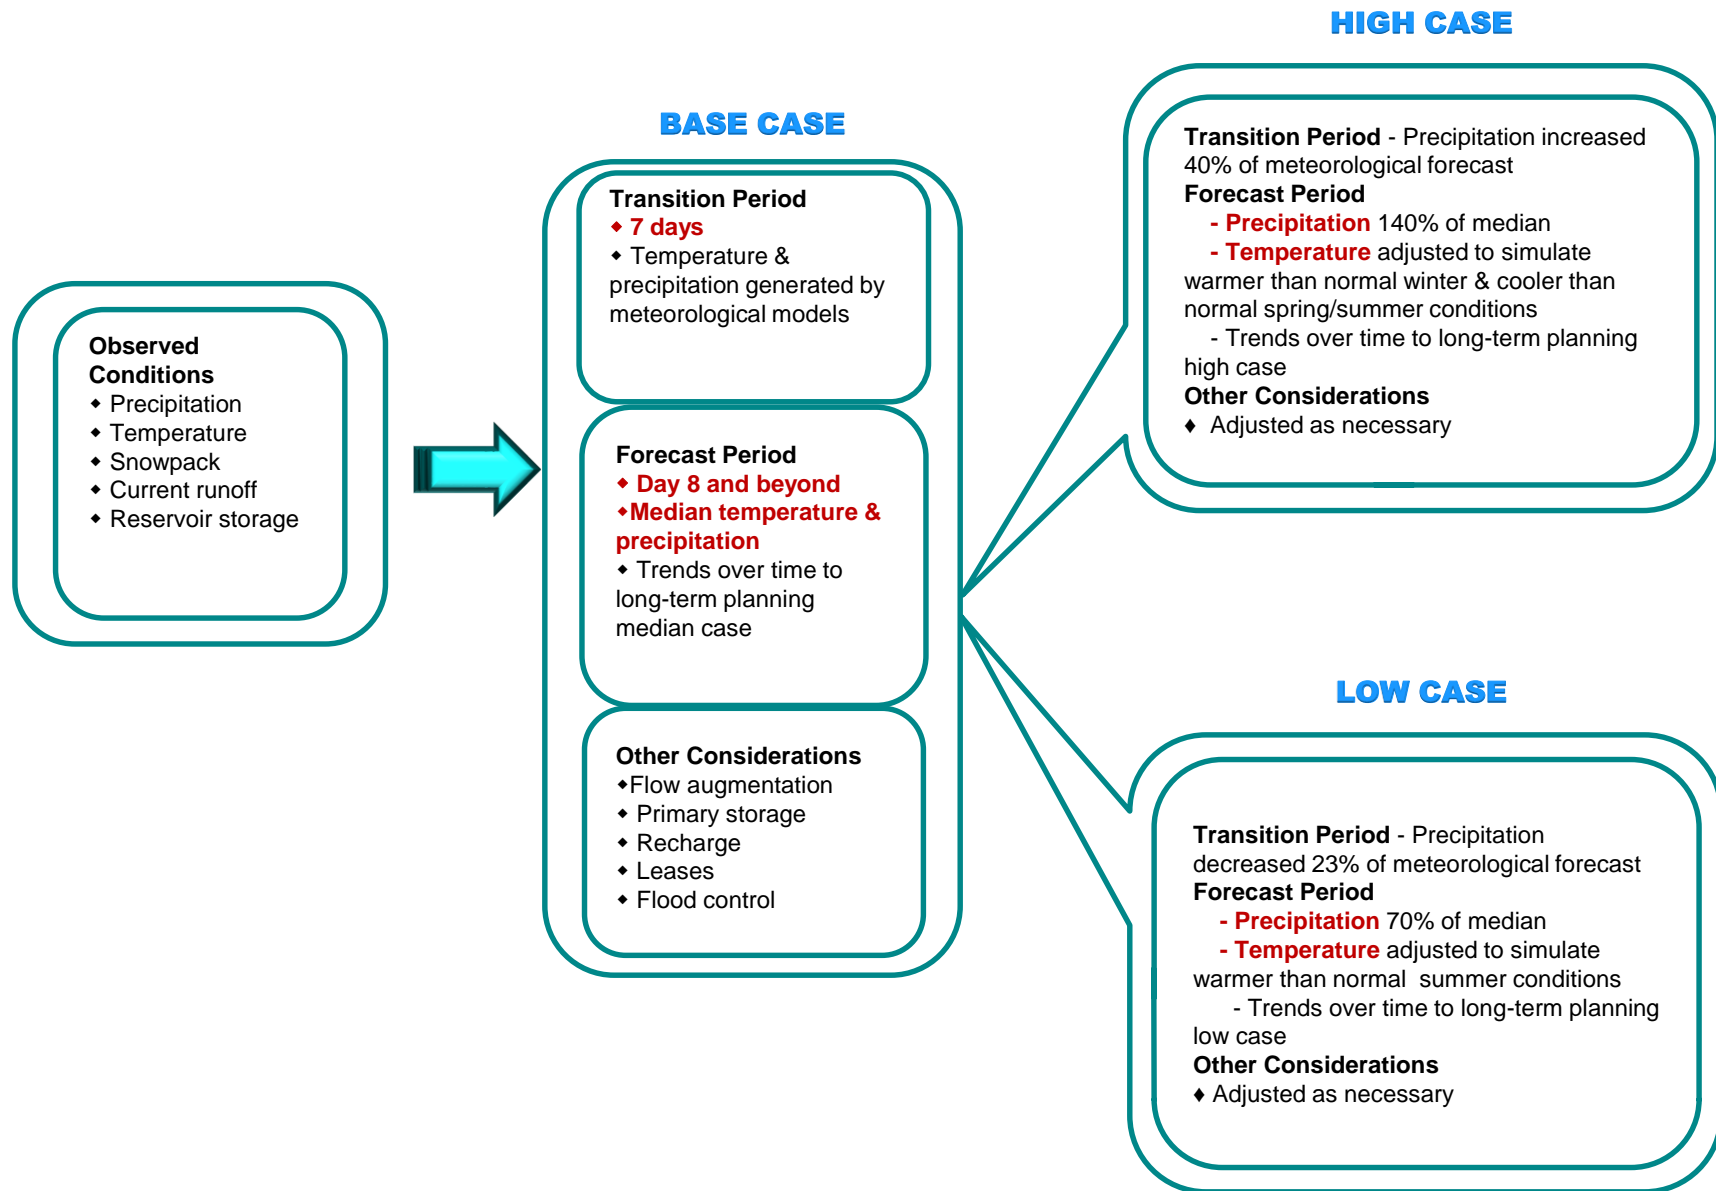 Observed
Conditions
◆ Precipitation
◆ Temperature
◆ Snowpack
◆ Current runoff
◆ Reservoir storage
BASE CASE
Transition Period
◆ 7 days
◆ Temperature &
precipitation generated by
meteorological models
Forecast Period
◆ Day 8 and beyond
◆Median temperature &
precipitation
◆ Trends over time to
long-term planning
median case
Other Considerations
◆Flow augmentation
◆ Primary storage
◆ Recharge
◆ Leases
◆ Flood control
HIGH CASE
Transition Period - Precipitation increased
40% of meteorological forecast
Forecast Period
- Precipitation 140% of median
- Temperature adjusted to simulate
warmer than normal winter & cooler than
normal spring/summer conditions
- Trends over time to long-term planning
high case
Other Considerations
♦ Adjusted as necessary
LOW CASE
Transition Period - Precipitation
decreased 23% of meteorological forecast
Forecast Period
- Precipitation 70% of median
- Temperature adjusted to simulate
warmer than normal summer conditions
- Trends over time to long-term planning
low case
Other Considerations
♦ Adjusted as necessary